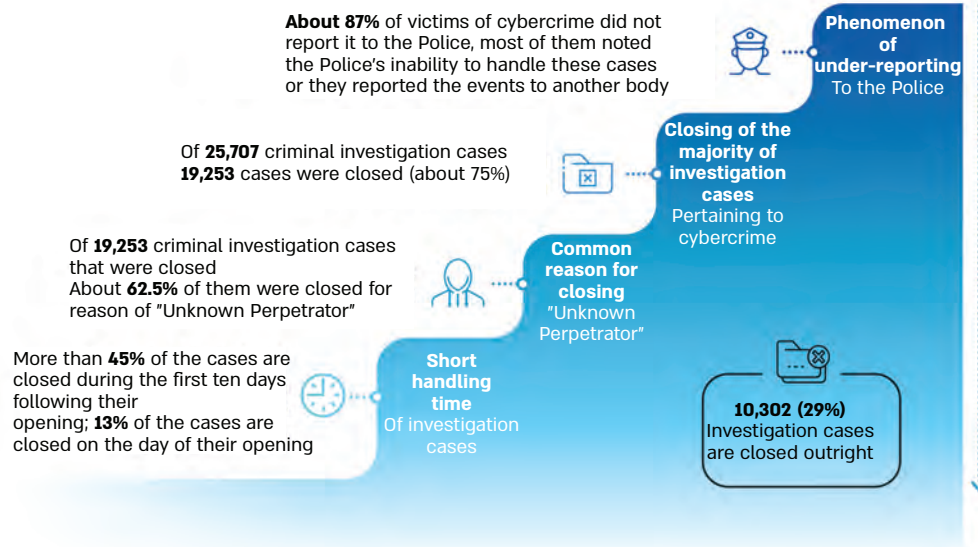 About 87% of victims of cybercrime did not
report it to the Police, most of them noted
the Police's inability to handle these cases
or they reported the events to another body
Phenomenon
of
under-reporting
To the Police
Of 25,707 criminal investigation cases
19,253 cases were closed (about 75%)
Closing of the
majority of
investigation
cases
Pertaining to
cybercrime
Of 19,253 criminal investigation cases
that were closed
About 62.5% of them were closed for
reason of "Unknown Perpetrator"
Common
reason for
closing
"Unknown
Perpetrator"
More than 45% of the cases are
closed during the first ten days
following their
opening; 13% of the cases are
closed on the day of their opening
Short
handling
time
Of investigation
cases
10,302 (29%)
Investigation cases
are closed outright